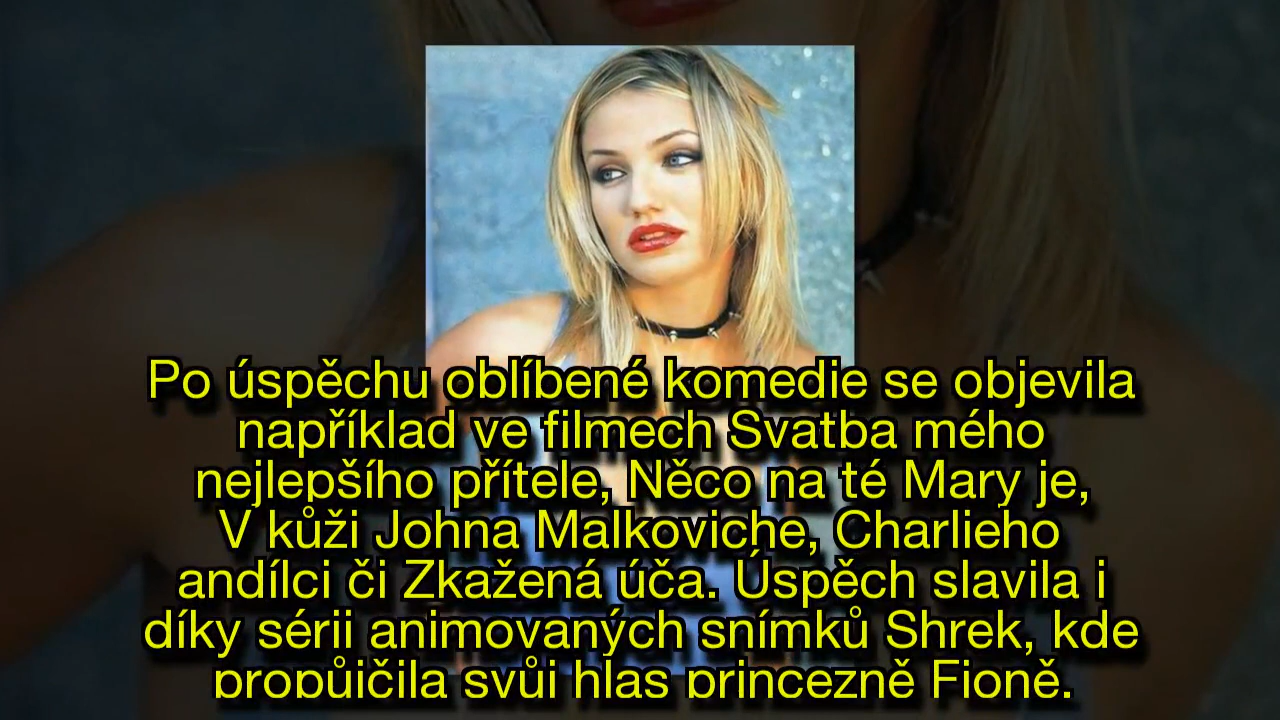 Po úspěchu oblíbené komedie se objevila
například ve filmech Svatba mého
nejlepšího přítele, Něco na té Mary je,
V kůži Johna Malkoviche, Charlieho
andílci či Zkažená úča. Úspěch slavila i
díky sérii animovaných snímků Shrek, kde
propůjčila svůj hlas princezně Fioně.